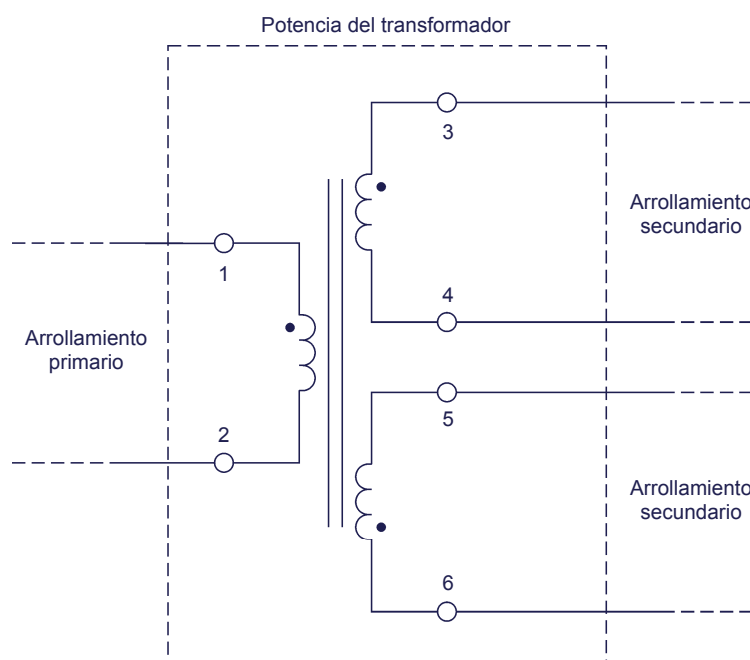 Potencia del transformador
3
Arrollamiento
secundario
1
4
Arrollamiento
primario
5
2
Arrollamiento
secundario
6